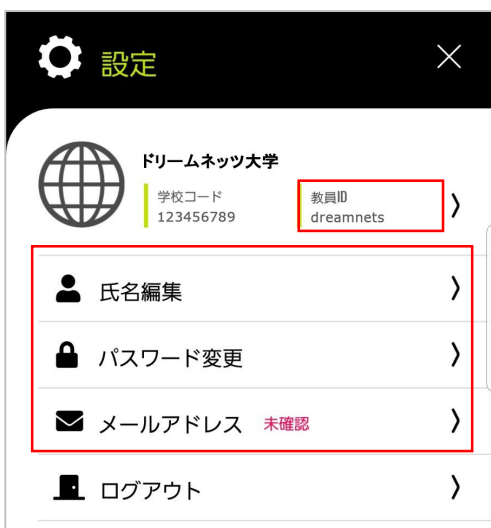 設定
ドリームネッツ大学
学校コード
123456789
教員ID
dreamnets
氏名編集
パスワード変更
メールアドレス 未確認
ログアウト